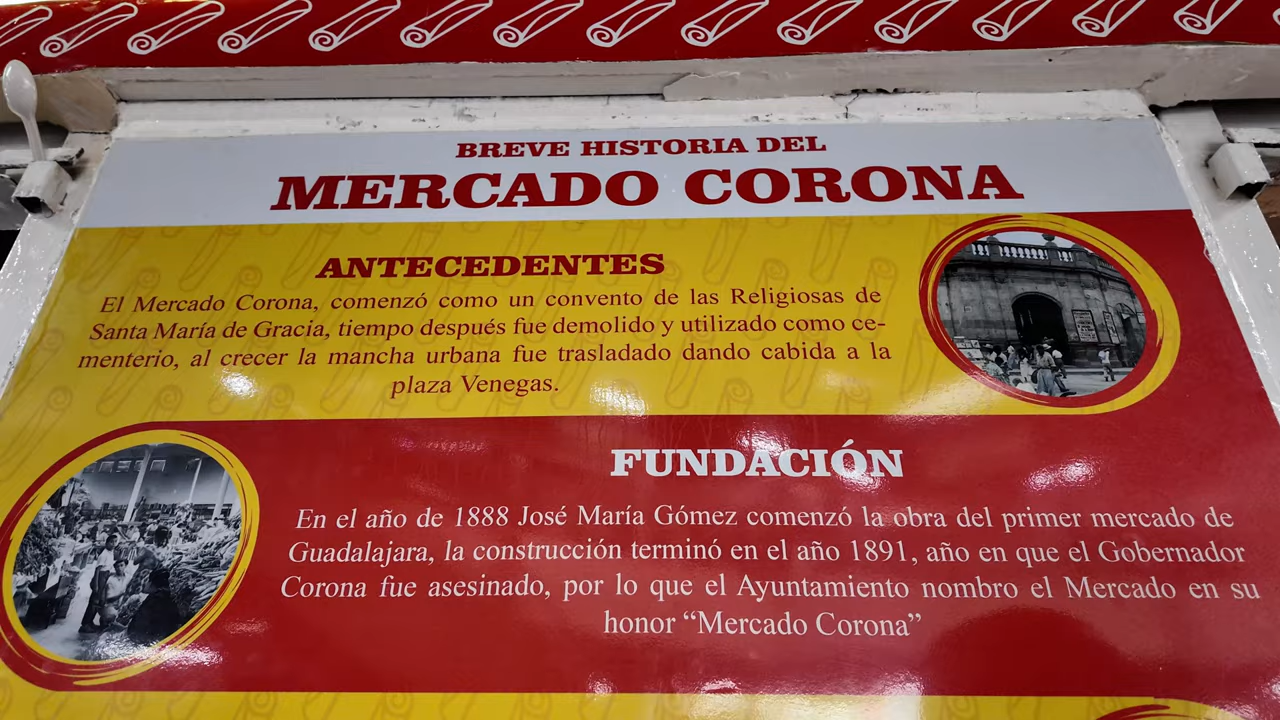 BREVE HISTORIA DEL
MERCADO CORONA
ANTECEDENTES
El Mercado Corona, comenzó como un convento de las Religiosas de
Santa María de Gracia, tiempo después fue demolido y utilizado como ce-
menterio, al crecer la mancha urbana fue trasladado dando cabida a la
plaza Venegas.
FUNDACIÓN
En el año de 1888 José María Gómez comenzó la obra del primer mercado de
Guadalajara, la construcción terminó en el año 1891, año en que el Gobernador
Corona fue asesinado, por lo que el Ayuntamiento nombro el Mercado en su
honor “Mercado Corona”